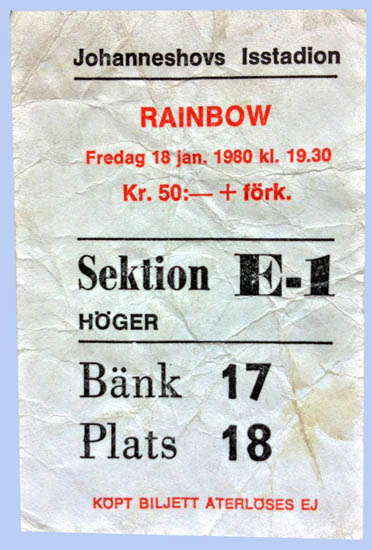 Johanneshovs Isstadion
RAINBOW
Fredag 18 jan. 1980 kl. 19.30
Kr. 50:— + förk.
Sektion E-1
HÖGER
Bänk 17
Plats 18
KÖPT BILJETT ÅTERLÖSES EJ